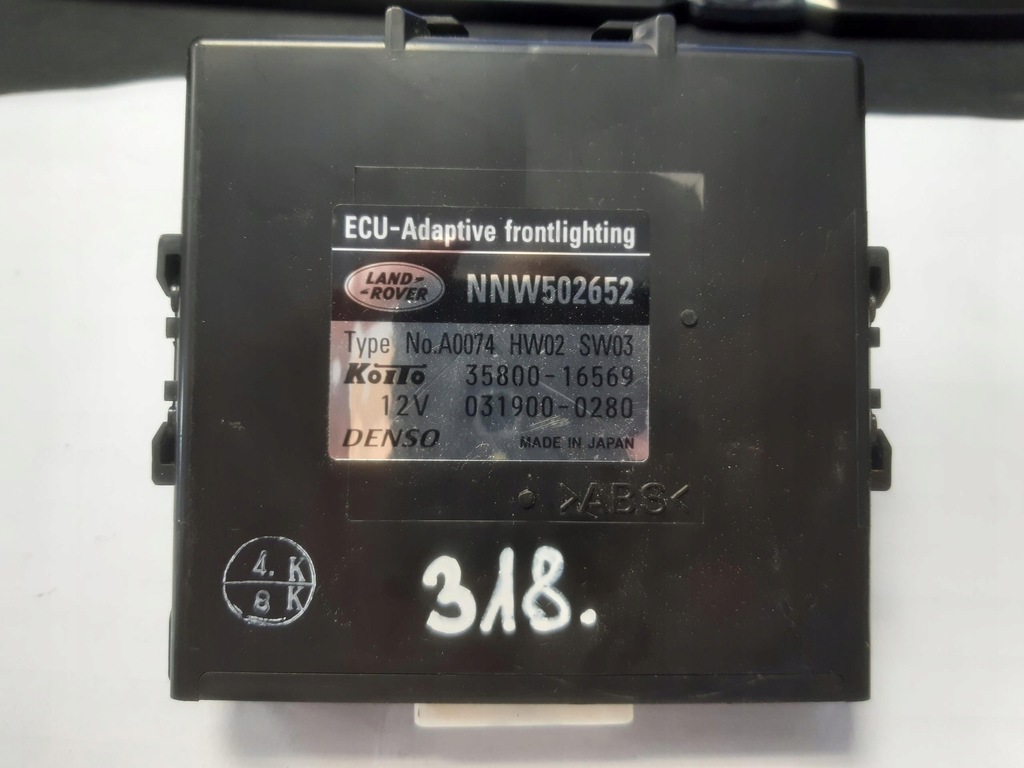 ECU-Adaptive frontlighting
LAND-
-ROVER
NNW502652
Type No.A0074 HW02 SW03
KOITO 35800-16569
12V 031900-0280
DENSO MADE IN JAPAN
>ABS<
4. K
8 K
318.